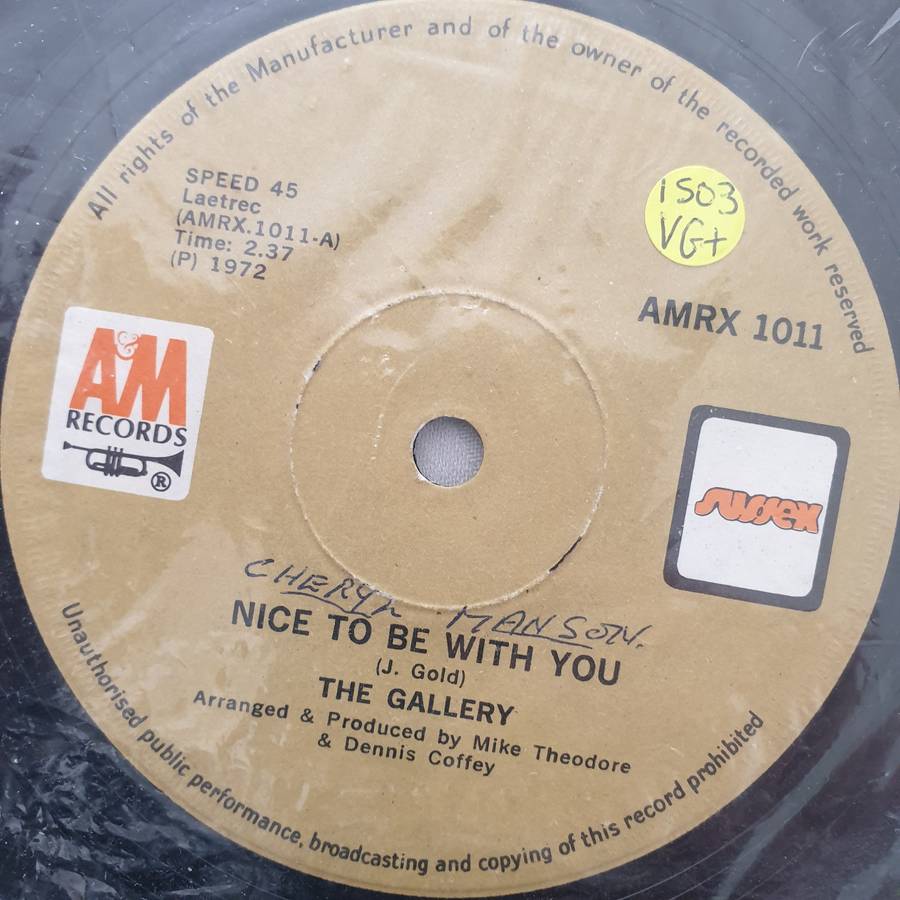 All rights of the Manufacturer and of the owner of the recorded work reserved
SPEED 45
Laetrec
(AMRX.1011-A)
Time: 2.37
(P) 1972
1503
VG+
AMRX 1011
A&M
RECORDS
®
sussex
CHERYL MANSON.
NICE TO BE WITH YOU
(J. Gold)
THE GALLERY
Arranged & Produced by Mike Theodore
& Dennis Coffey
Unauthorised public performance, broadcasting and copying of this record prohibited